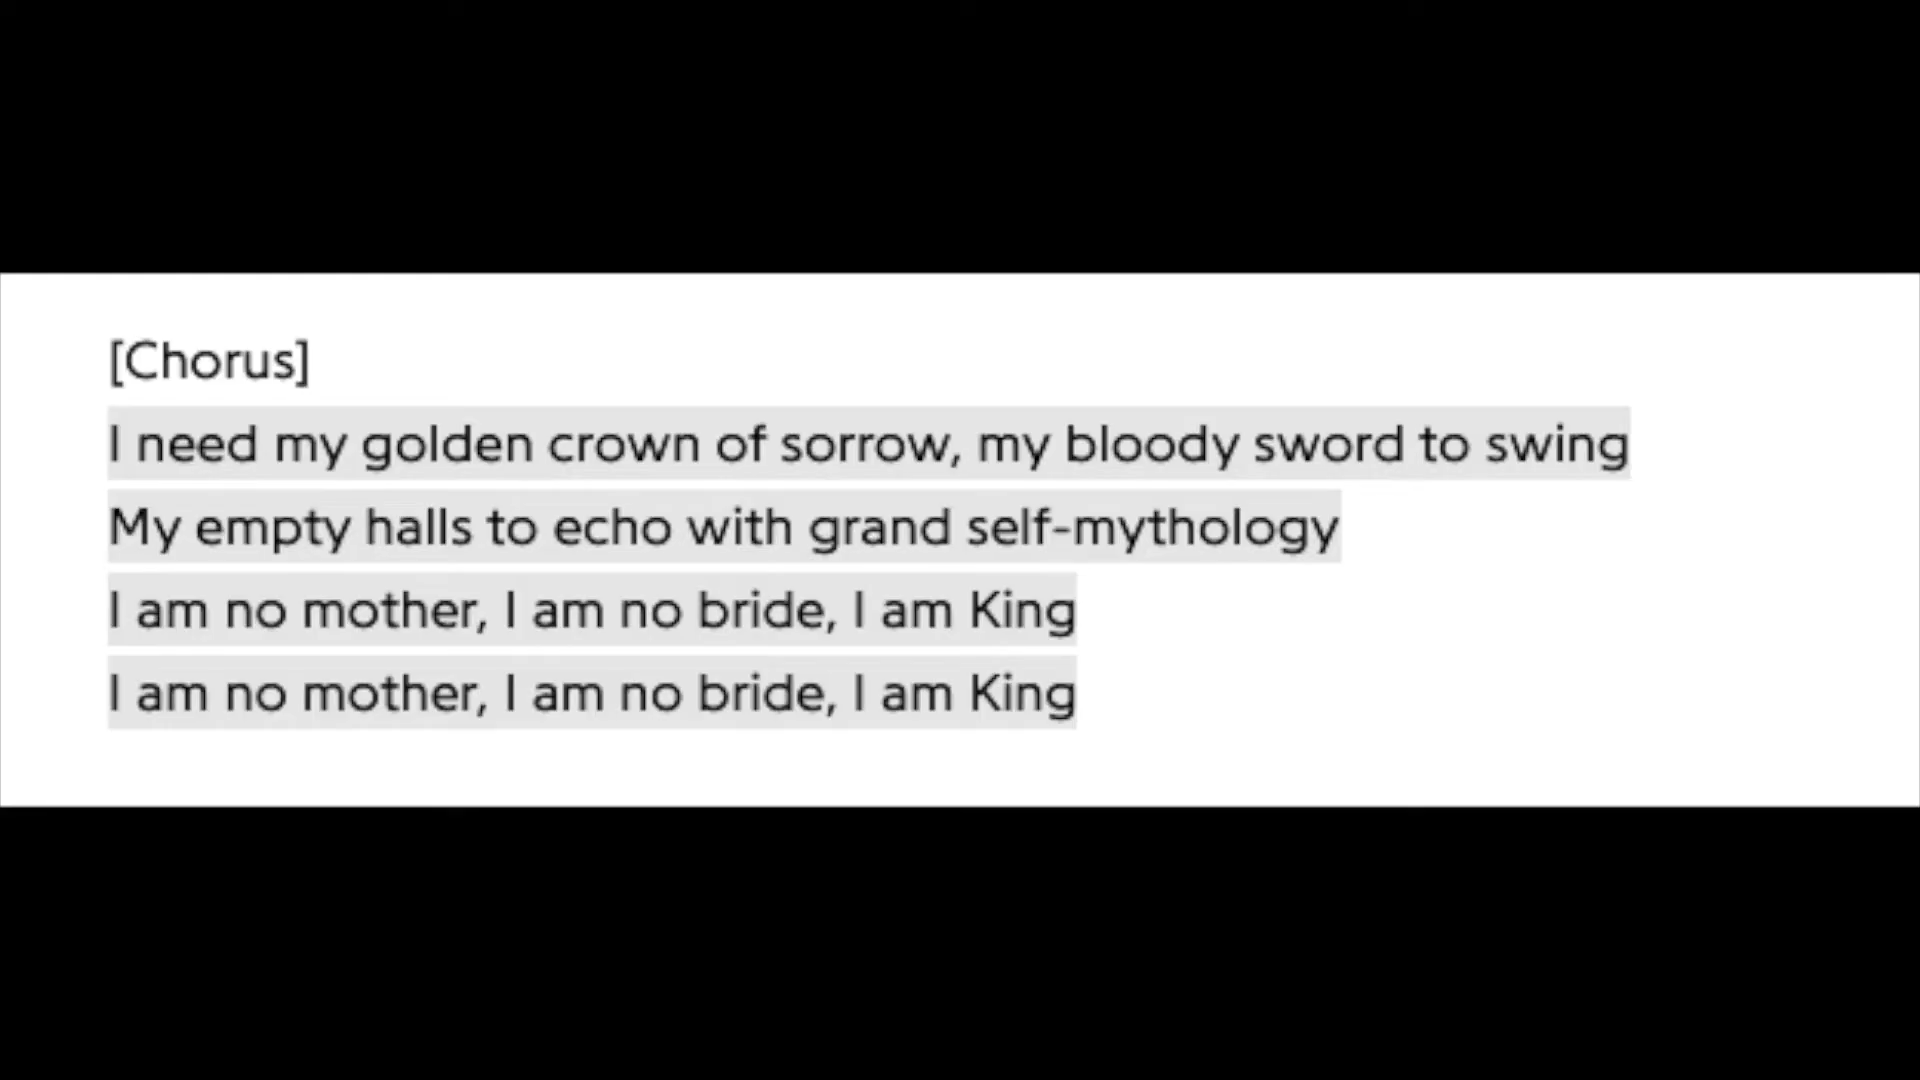 [Chorus]
I need my golden crown of sorrow, my bloody sword to swing
My empty halls to echo with grand self-mythology
I am no mother, I am no bride, I am King
I am no mother, I am no bride, I am King